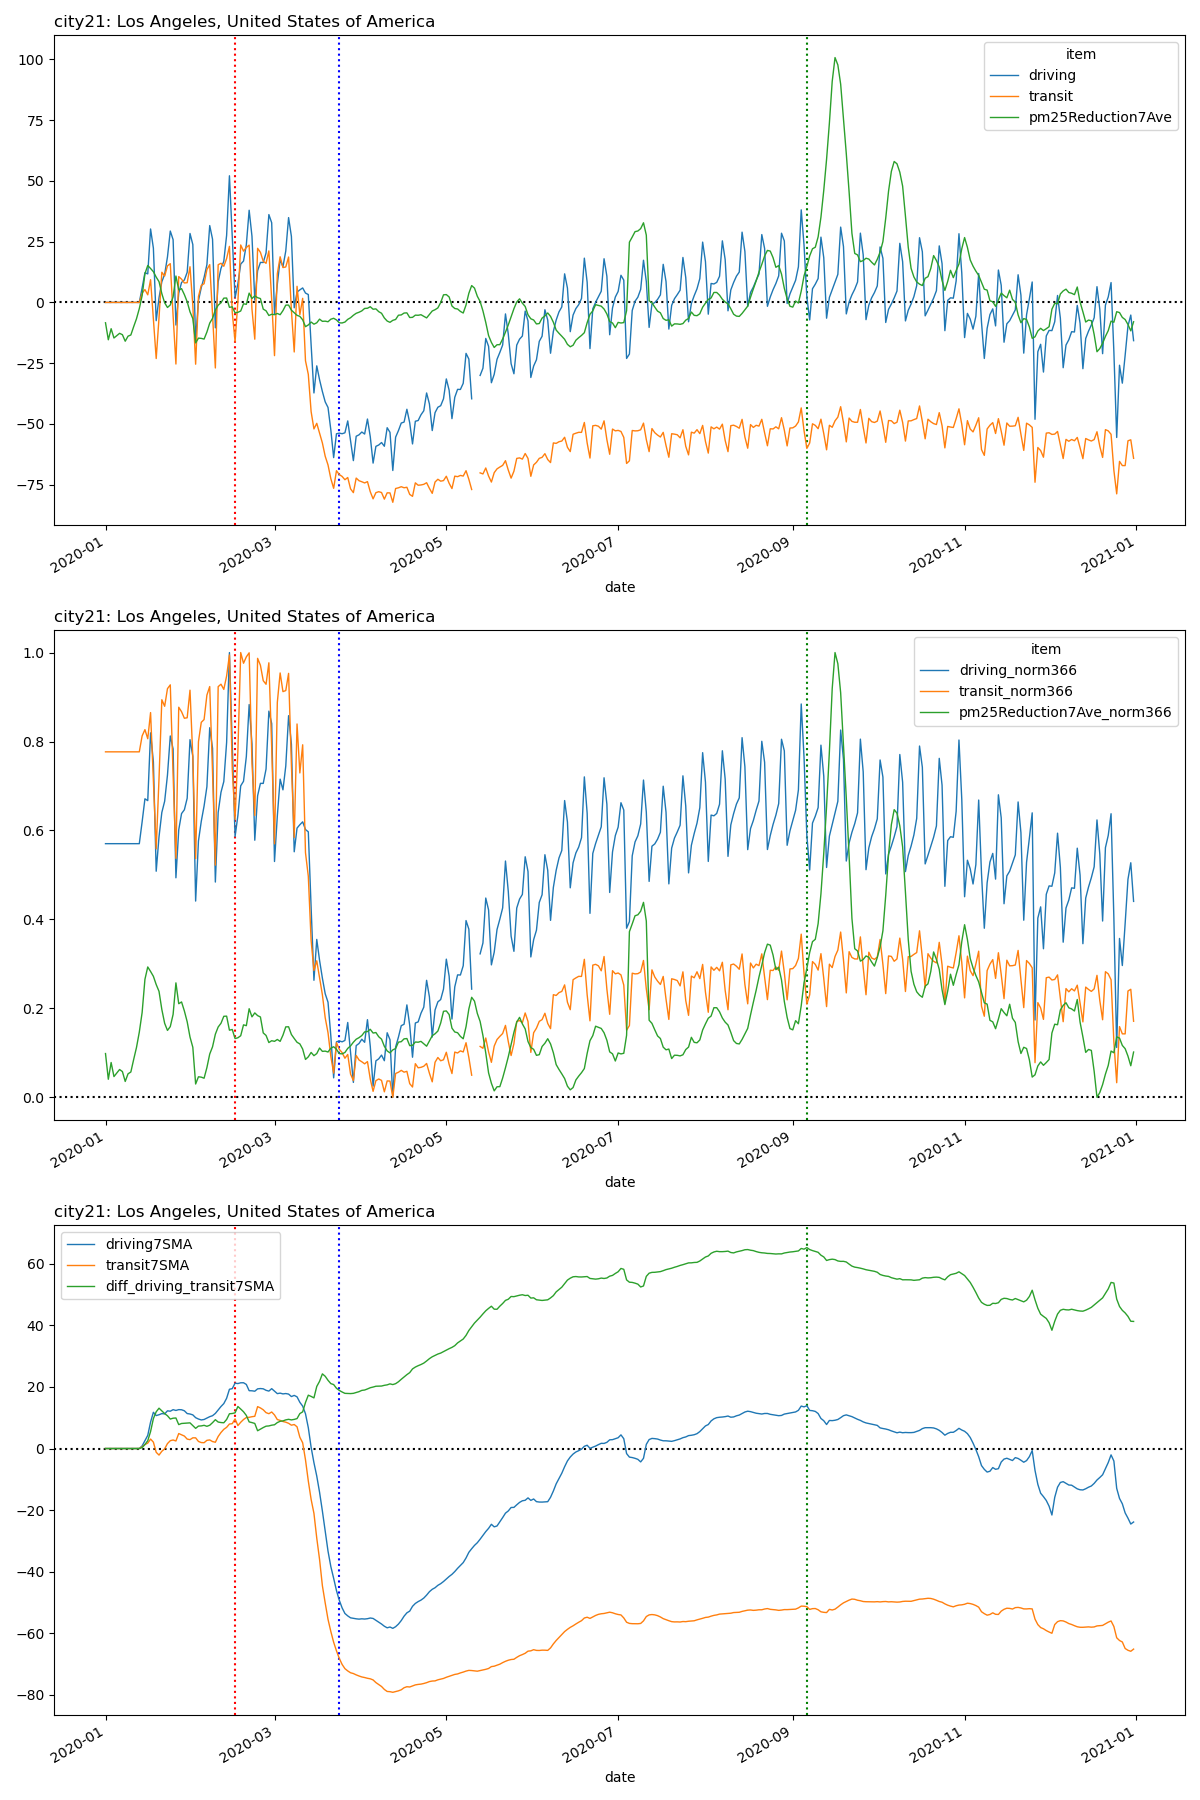 city21: Los Angeles, United States of America
item
driving
transit
pm25Reduction7Ave
100
75
50
25
0
−25
−50
−75
2020-01
2020-03
2020-05
2020-07
2020-09
2020-11
2021-01
date
city21: Los Angeles, United States of America
item
driving_norm366
transit_norm366
pm25Reduction7Ave_norm366
1.0
0.8
0.6
0.4
0.2
0.0
2020-01
2020-03
2020-05
2020-07
2020-09
2020-11
2021-01
date
city21: Los Angeles, United States of America
driving7SMA
transit7SMA
diff_driving_transit7SMA
60
40
20
0
−20
−40
−60
−80
2020-01
2020-03
2020-05
2020-07
2020-09
2020-11
2021-01
date